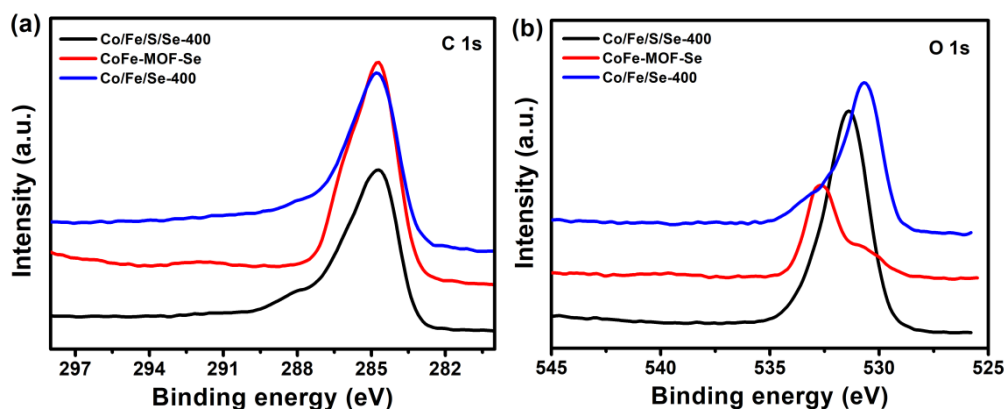 (a)
Co/Fe/S/Se-400
CoFe-MOF-Se
Co/Fe/Se-400
C 1s
Intensity (a.u.)
297 294 291 288 285 282
Binding energy (eV)
(b)
Co/Fe/S/Se-400
CoFe-MOF-Se
Co/Fe/Se-400
O 1s
Intensity (a.u.)
545 540 535 530 525
Binding energy (eV)